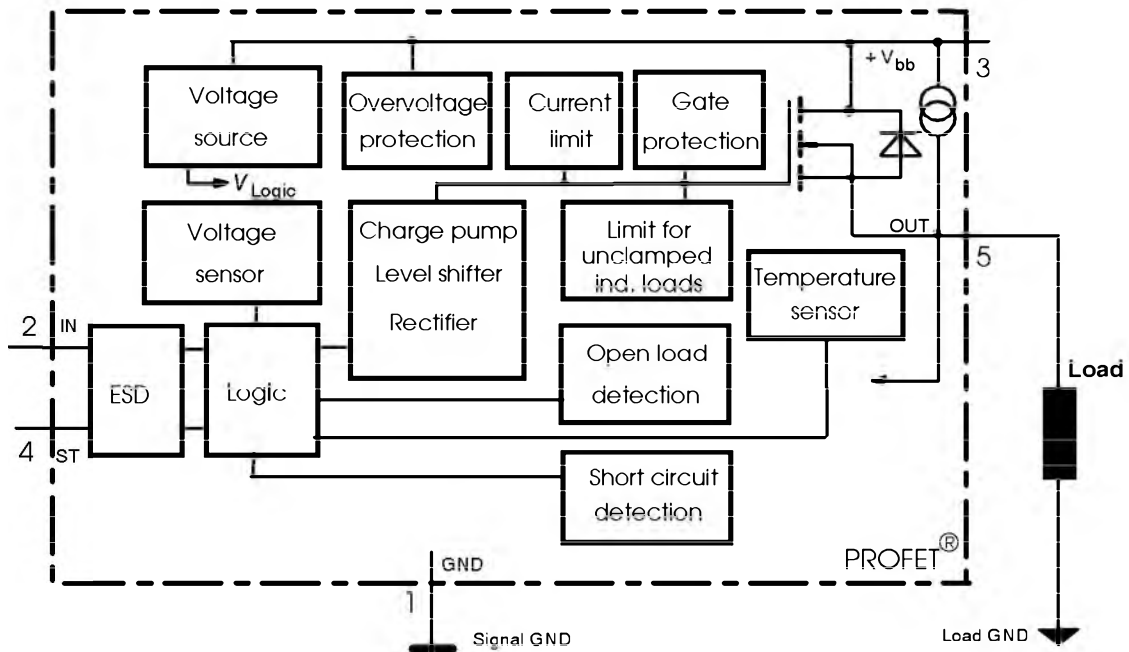 + Vbb
3
Voltage
source
Overvoltage
protection
Current
limit
Gate
protection
VLogic
Voltage
sensor
Charge pump
Level shifter
Rectifier
Limit for
unclamped
ind. loads
OUT
5
Temperature
sensor
2
IN
ESD
Logic
Open load
detection
Load
4
ST
Short circuit
detection
PROFET®
GND
1
Signal GND
Load GND